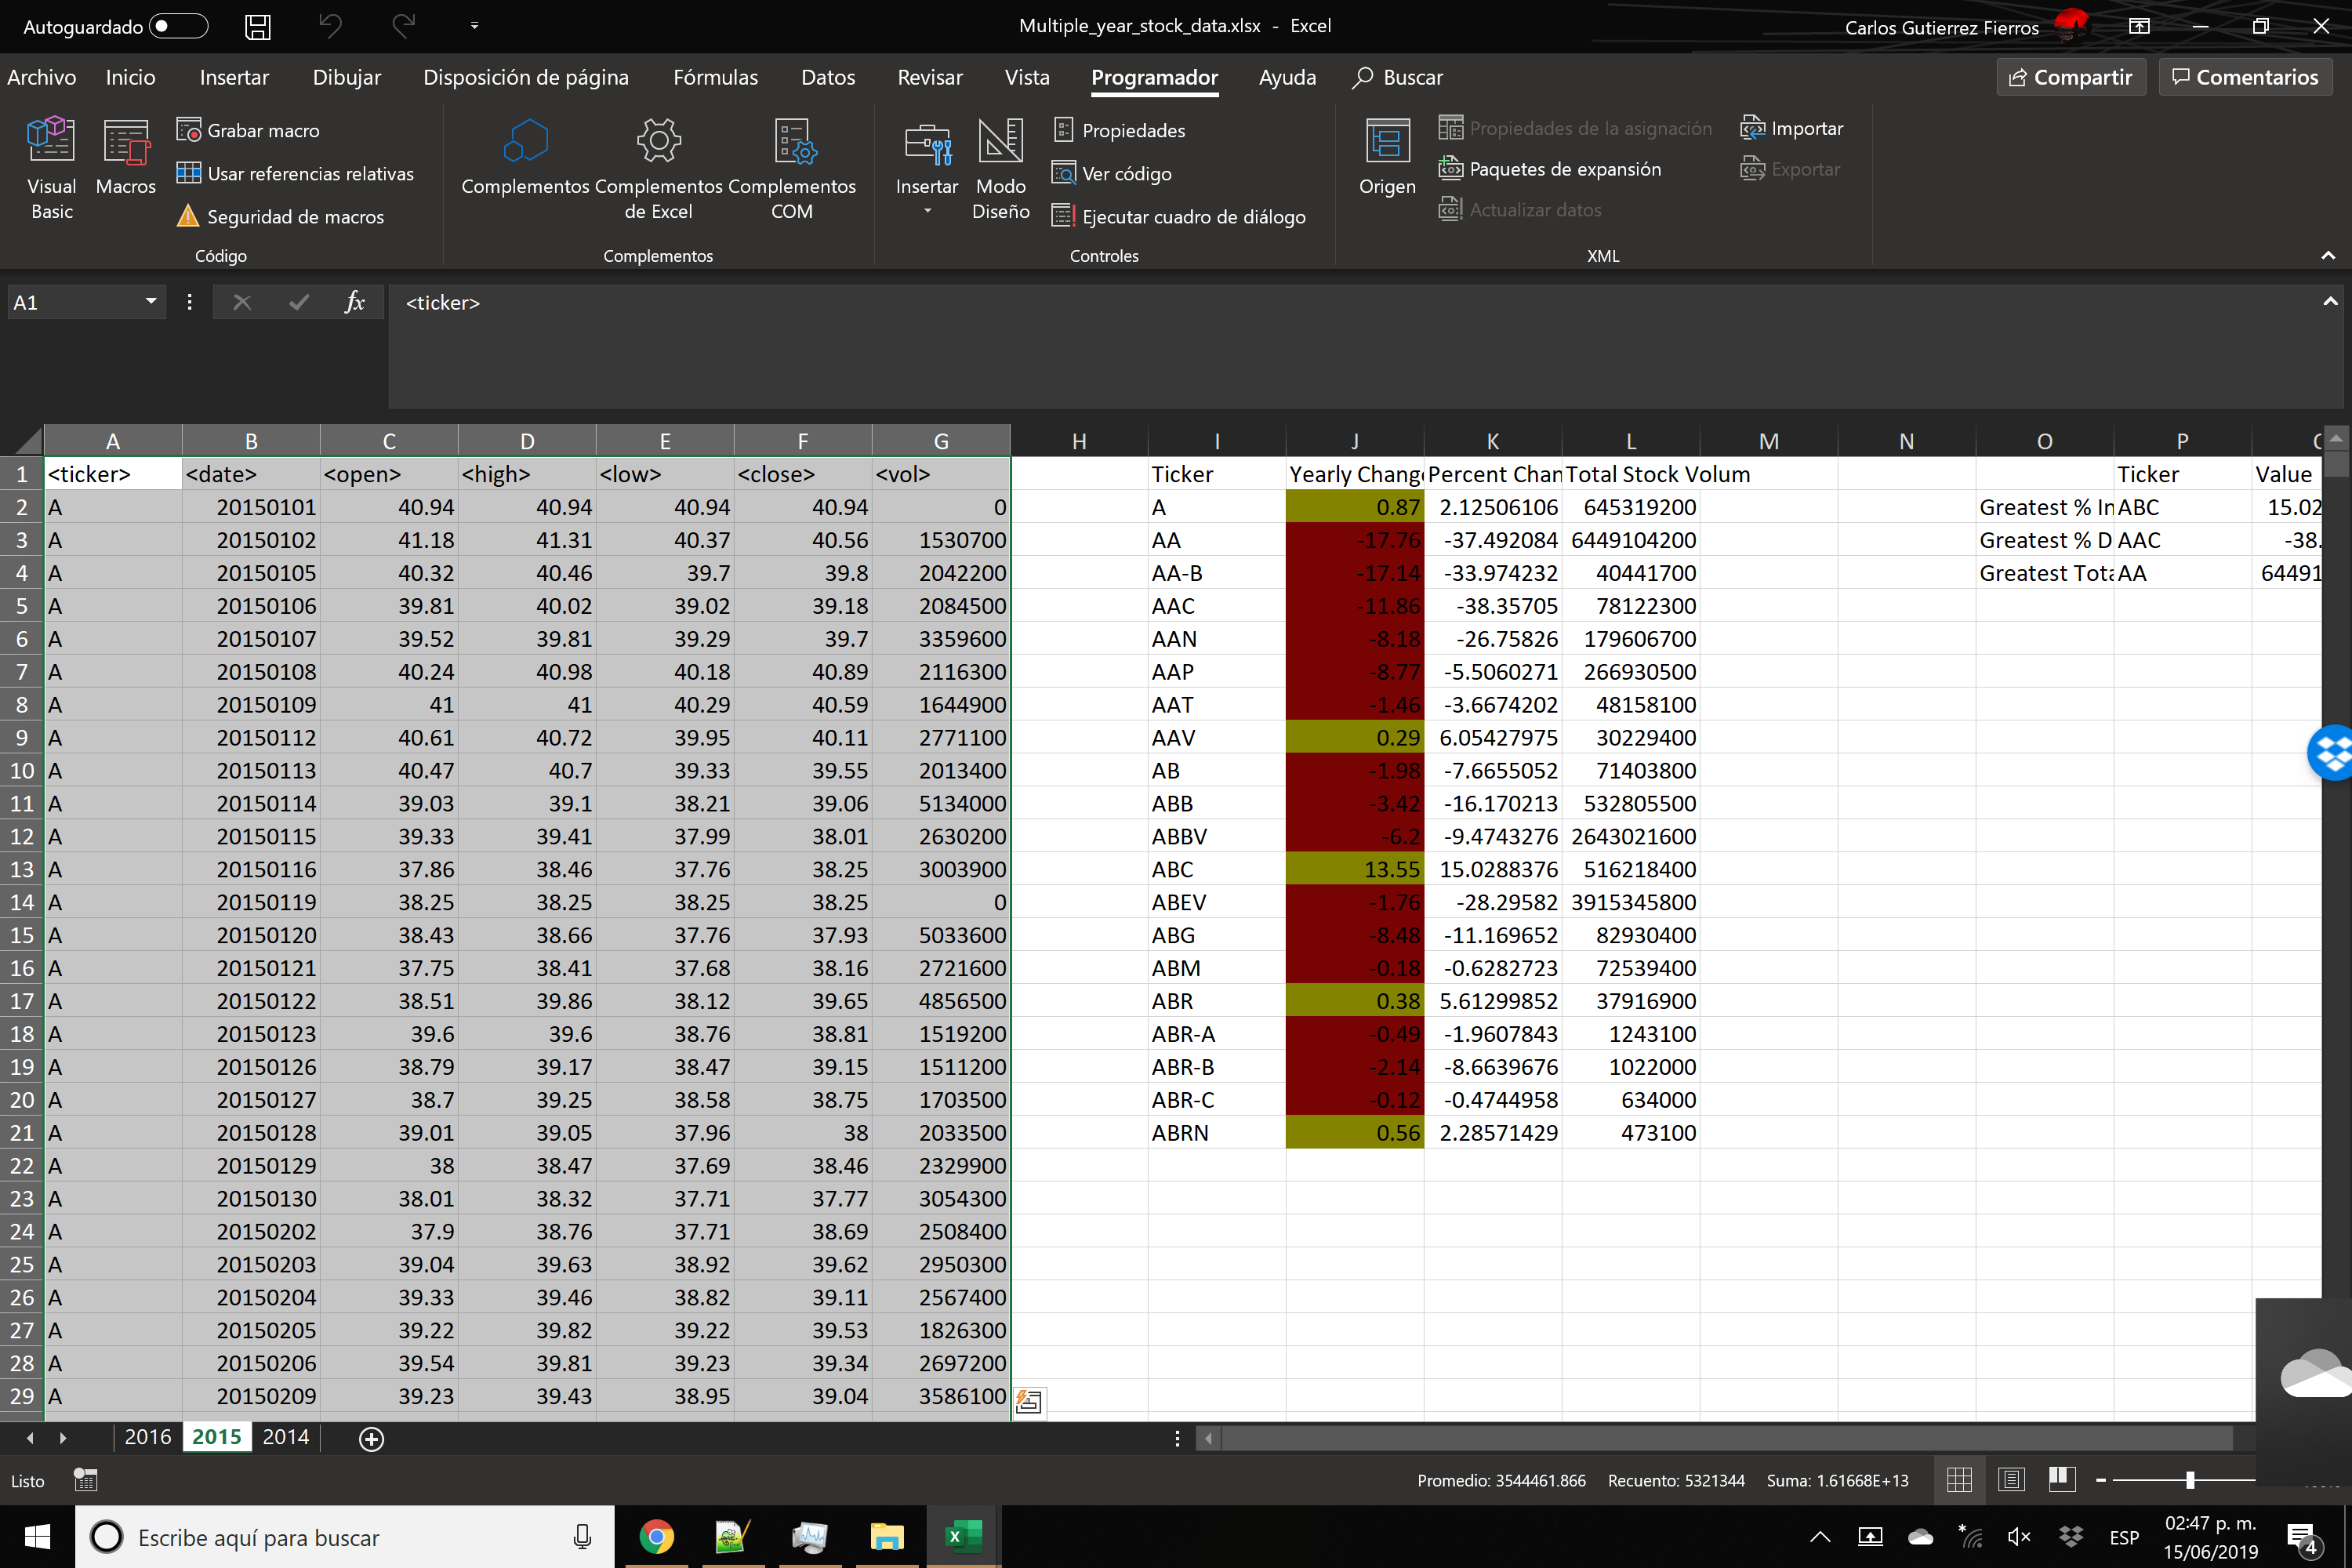 Autoguardado
Multiple_year_stock_data.xlsx - Excel
Carlos Gutierrez Fierros
Archivo Inicio Insertar Dibujar Disposición de página Fórmulas Datos Revisar Vista Programador Ayuda Buscar Compartir Comentarios
Visual Basic
Macros
Grabar macro
Usar referencias relativas
Seguridad de macros
Código
Complementos
Complementos de Excel
Complementos COM
Complementos
Insertar
Modo Diseño
Propiedades
Ver código
Ejecutar cuadro de diálogo
Controles
Origen
Propiedades de la asignación
Paquetes de expansión
Actualizar datos
Importar
Exportar
XML
A1 fx <ticker>
A B C D E F G H I J K L M N O P
1 <ticker> <date> <open> <high> <low> <close> <vol> Ticker Yearly Chang Percent Chan Total Stock Volum Ticker Value
2 A 20150101 40.94 40.94 40.94 40.94 0 A 0.87 2.12506106 645319200 Greatest % In ABC 15.02
3 A 20150102 41.18 41.31 40.37 40.56 1530700 AA -17.76 -37.492084 6449104200 Greatest % D AAC -38.
4 A 20150105 40.32 40.46 39.7 39.8 2042200 AA-B -17.14 -33.974232 40441700 Greatest Tota AA 64491
5 A 20150106 39.81 40.02 39.02 39.18 2084500 AAC -11.86 -38.35705 78122300
6 A 20150107 39.52 39.81 39.29 39.7 3359600 AAN -8.18 -26.75826 179606700
7 A 20150108 40.24 40.98 40.18 40.89 2116300 AAP -8.77 -5.5060271 266930500
8 A 20150109 41 41 40.29 40.59 1644900 AAT -1.46 -3.6674202 48158100
9 A 20150112 40.61 40.72 39.95 40.11 2771100 AAV 0.29 6.05427975 30229400
10 A 20150113 40.47 40.7 39.33 39.55 2013400 AB -1.98 -7.6655052 71403800
11 A 20150114 39.03 39.1 38.21 39.06 5134000 ABB -3.42 -16.170213 532805500
12 A 20150115 39.33 39.41 37.99 38.01 2630200 ABBV -6.2 -9.4743276 2643021600
13 A 20150116 37.86 38.46 37.76 38.25 3003900 ABC 13.55 15.0288376 516218400
14 A 20150119 38.25 38.25 38.25 38.25 0 ABEV -1.76 -28.29582 3915345800
15 A 20150120 38.43 38.66 37.76 37.93 5033600 ABG -8.48 -11.169652 82930400
16 A 20150121 37.75 38.41 37.68 38.16 2721600 ABM -0.18 -0.6282723 72539400
17 A 20150122 38.51 39.86 38.12 39.65 4856500 ABR 0.38 5.61299852 37916900
18 A 20150123 39.6 39.6 38.76 38.81 1519200 ABR-A -0.49 -1.9607843 1243100
19 A 20150126 38.79 39.17 38.47 39.15 1511200 ABR-B -2.14 -8.6639676 1022000
20 A 20150127 38.7 39.25 38.58 38.75 1703500 ABR-C -0.12 -0.4744958 634000
21 A 20150128 39.01 39.05 37.96 38 2033500 ABRN 0.56 2.28571429 473100
22 A 20150129 38 38.47 37.69 38.46 2329900
23 A 20150130 38.01 38.32 37.71 37.77 3054300
24 A 20150202 37.9 38.76 37.71 38.69 2508400
25 A 20150203 39.04 39.63 38.92 39.62 2950300
26 A 20150204 39.33 39.46 38.82 39.11 2567400
27 A 20150205 39.22 39.82 39.22 39.53 1826300
28 A 20150206 39.54 39.81 39.23 39.34 2697200
29 A 20150209 39.23 39.43 38.95 39.04 3586100
2016 2015 2014
Listo Promedio: 3544461.866 Recuento: 5321344 Suma: 1.61668E+13
Escribe aquí para buscar
ESP
02:47 p. m.
15/06/2019
4